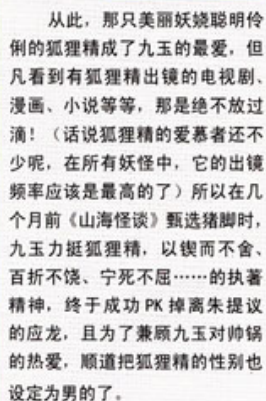 从此，那只美丽妖娆聪明伶
俐的狐狸精成了九玉的最爱，但
凡看到有狐狸精出镜的电视剧、
漫画、小说等等，那是绝不放过
滴！（话说狐狸精的爱慕者还不
少呢，在所有妖怪中，它的出镜
频率应该是最高的了）所以在几
个月前《山海怪谈》甄选猪脚时，
九玉力挺狐狸精，以锲而不舍、
百折不饶、宁死不屈……的执著
精神，终于成功 PK 掉离朱提议
的应龙，且为了兼顾九玉对帅锅
的热爱，顺道把狐狸精的性别也
设定为男的了。